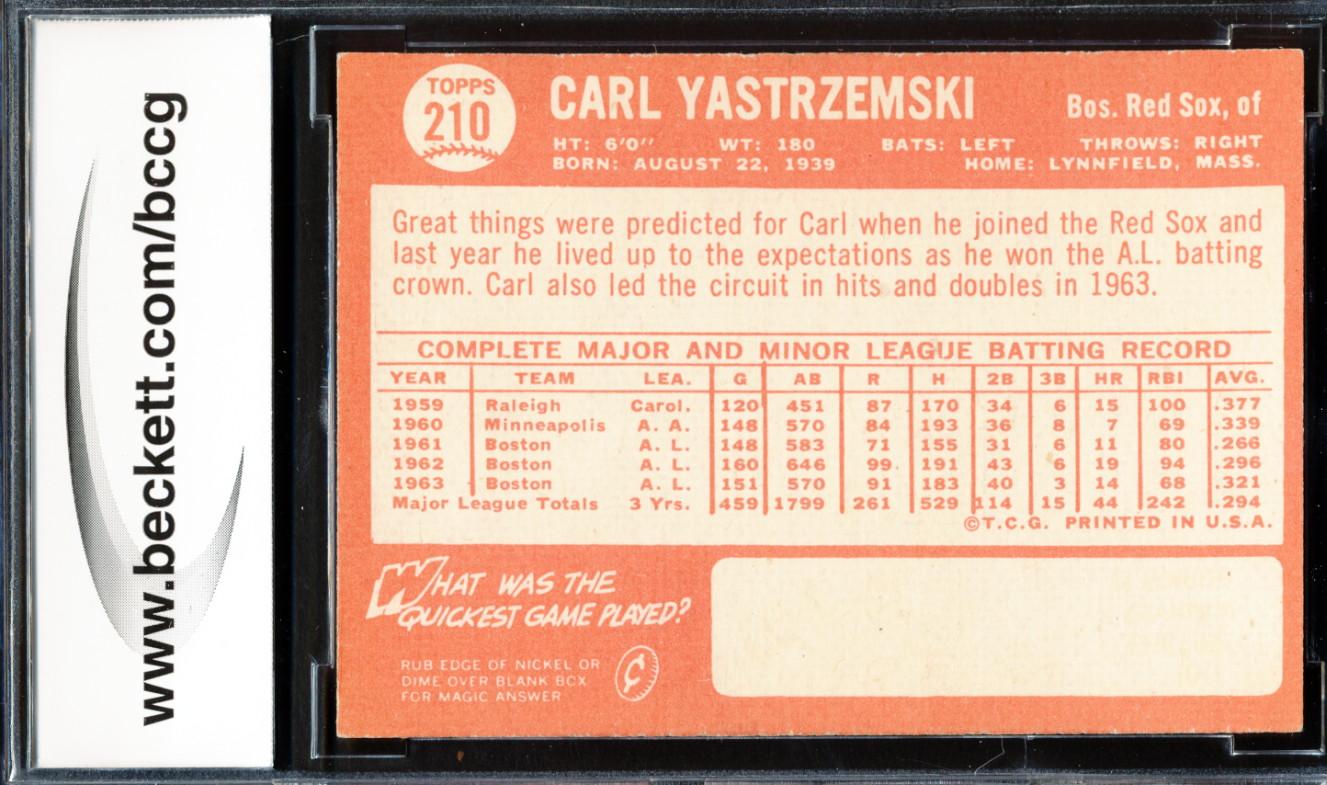 www.beckett.com/bccg
TOPPS
210
CARL YASTRZEMSKI
Bos. Red Sox, of
HT: 6'0" WT: 180 BATS: LEFT THROWS: RIGHT
BORN: AUGUST 22, 1939 HOME: LYNNFIELD, MASS.
Great things were predicted for Carl when he joined the Red Sox and
last year he lived up to the expectations as he won the A.L. batting
crown. Carl also led the circuit in hits and doubles in 1963.
COMPLETE MAJOR AND MINOR LEAGUE BATTING RECORD
YEAR TEAM LEA. G AB R H 2B 3B HR RBI AVG.
1959 Raleigh Carol. 120 451 87 170 34 6 15 100 .377
1960 Minneapolis A. A. 148 570 84 193 36 8 7 69 .339
1961 Boston A. L. 148 583 71 155 31 6 11 80 .266
1962 Boston A. L. 160 646 99 191 43 6 19 94 .296
1963 Boston A. L. 151 570 91 183 40 3 14 68 .321
Major League Totals 3 Yrs. 459 1799 261 529 114 15 44 242 .294
©T.C.G. PRINTED IN U.S.A.
WHAT WAS THE
QUICKEST GAME PLAYED?
RUB EDGE OF NICKEL OR
DIME OVER BLANK BOX
FOR MAGIC ANSWER
¢